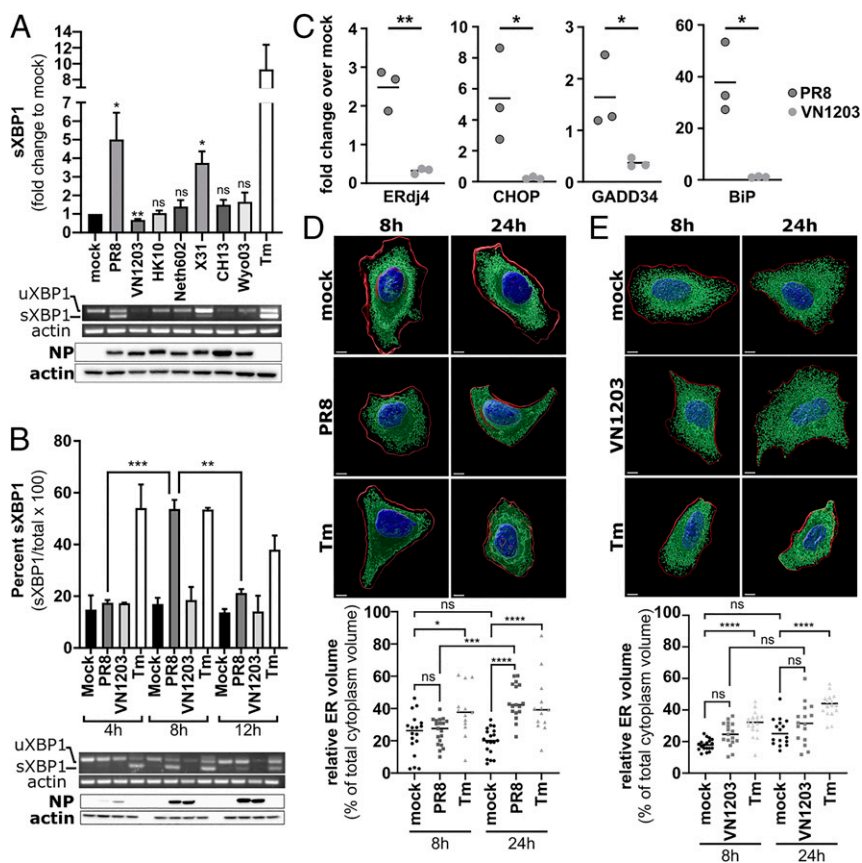 A
sXBP1
(fold change to mock)
14
12
10
8
6
5
4
3
2
1
0
*
**
ns
ns
*
ns
ns
mock
PR8
VN1203
HK10
Neth602
X31
CH13
Wyo03
Tm
uXBP1
sXBP1
actin
NP
actin
B
Percent sXBP1
(sXBP1/total x 100)
80
60
40
20
0
***
**
Mock
PR8
VN1203
Tm
Mock
PR8
VN1203
Tm
Mock
PR8
VN1203
Tm
4h
8h
12h
uXBP1
sXBP1
actin
NP
actin
C
fold change over mock
4
3
2
1
0
**
ERdj4
10
8
6
4
2
0
*
CHOP
3
2
1
0
*
GADD34
60
40
20
0
*
BiP
PR8
VN1203
D
8h
24h
mock
PR8
Tm
relative ER volume
(% of total cytoplasm volume)
100
80
60
40
20
0
ns
*
****
***
ns
****
mock
PR8
Tm
mock
PR8
Tm
8h
24h
E
8h
24h
mock
VN1203
Tm
relative ER volume
(% of total cytoplasm volume)
100
80
60
40
20
0
ns
****
****
ns
ns
ns
mock
VN1203
Tm
mock
VN1203
Tm
8h
24h